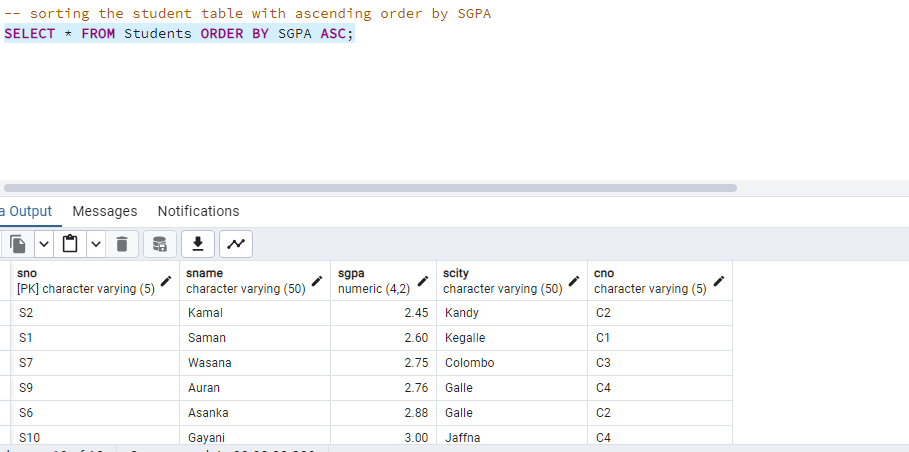 -- sorting the student table with ascending order by SGPA
SELECT * FROM Students ORDER BY SGPA ASC;
a Output Messages Notifications
sno sname sgpa scity cno
[PK] character varying (5) character varying (50) numeric (4,2) character varying (50) character varying (5)
S2 Kamal 2.45 Kandy C2
S1 Saman 2.60 Kegalle C1
S7 Wasana 2.75 Colombo C3
S9 Auran 2.76 Galle C4
S6 Asanka 2.88 Galle C2
S10 Gayani 3.00 Jaffna C4